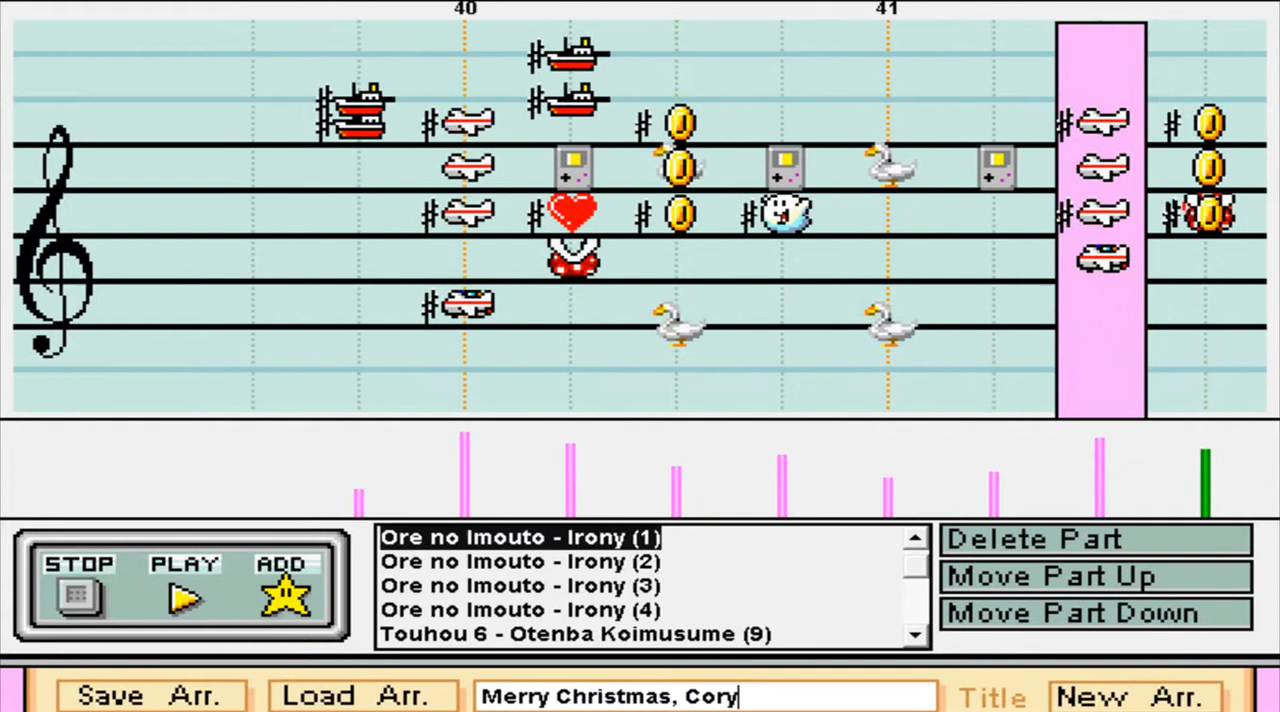 40 41
STOP PLAY ADD
Ore no Imouto - Irony (1)
Ore no Imouto - Irony (2)
Ore no Imouto - Irony (3)
Ore no Imouto - Irony (4)
Touhou 6 - Otenba Koimusume (9)
Delete Part
Move Part Up
Move Part Down
Save Arr. Load Arr. Merry Christmas, Cory Title New Arr.